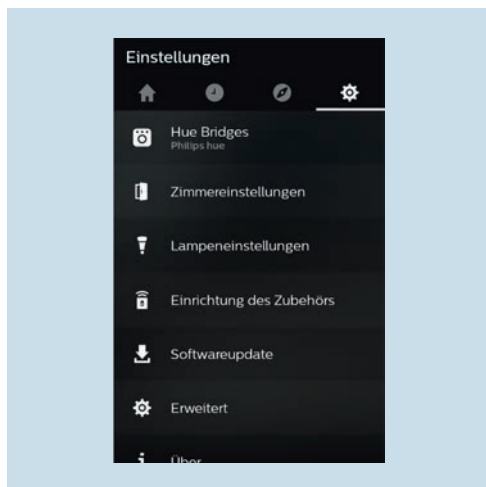 Einstellungen
Hue Bridges
Philips hue
Zimmereinstellungen
Lampeneinstellungen
Einrichtung des Zubehörs
Softwareupdate
Erweitert
Über